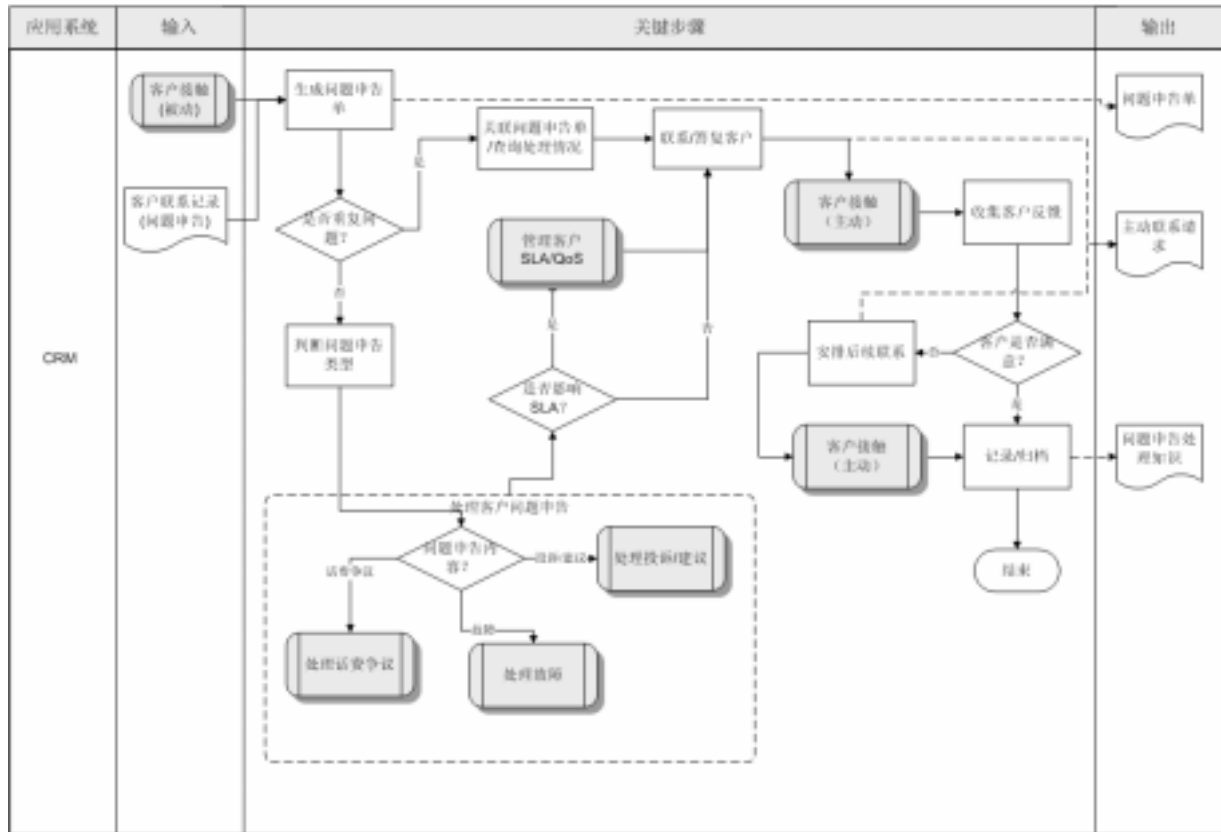 应用系统
输入
关键步骤
输出
CRM
客户接触
(被动)
客户联系记录
(问题申告)
生成问题申告
单
是否重复问
题?
是
否
判断问题申告
类型
关联问题申告单
/查询处理情况
联系/答复客户
管理客户
SLA/QoS
是
否
是否影响
SLA?
处理客户问题申告
问题申告内
容?
话费争议
投诉/建议
故障
处理话费争议
处理故障
处理投诉/建议
客户接触
(主动)
收集客户反馈
客户是否满
意?
否
是
安排后续联系
客户接触
(主动)
记录/归档
结束
问题申告单
主动联系请
求
问题申告处
理知识